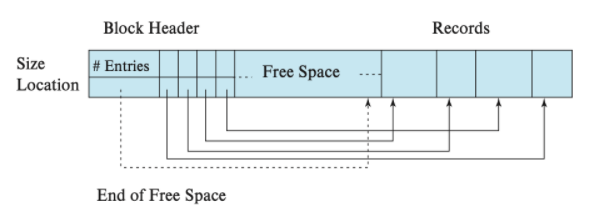 Block Header
Records
Size
# Entries
Free Space
Location
End of Free Space